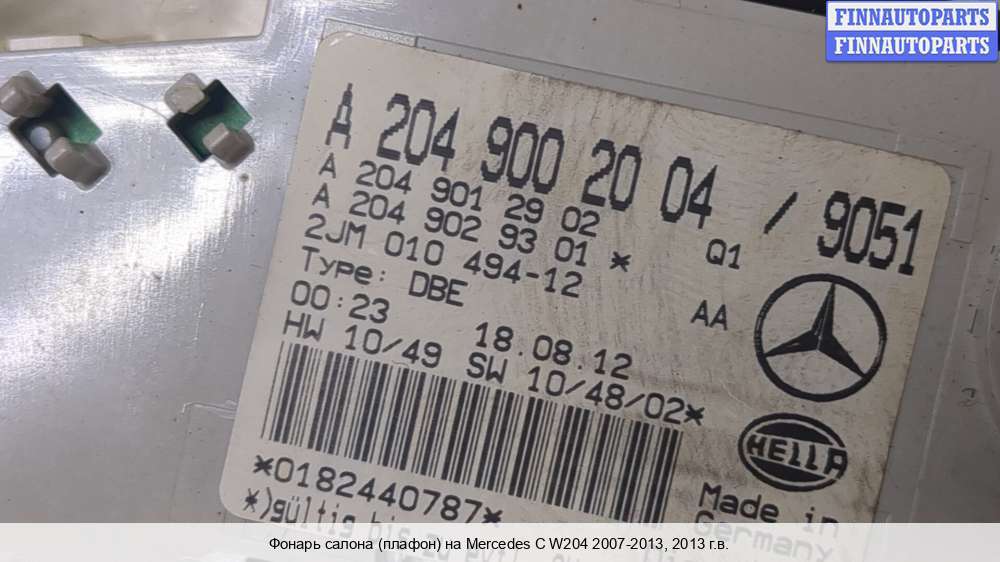 FINNAUTOPARTS
FINNAUTOPARTS
A 204 900 20 04 / 9051
A 204 901 29 02
A 204 902 93 01 * Q1
2JM 010 494-12
Type: DBE AA
00:23 18.08.12
HW 10/49 SW 10/48/02*
HELLA
*0182440787*
Made in
Germany
*)gültig bis zu
Фонарь салона (плафон) на Mercedes C W204 2007-2013, 2013 г.в.